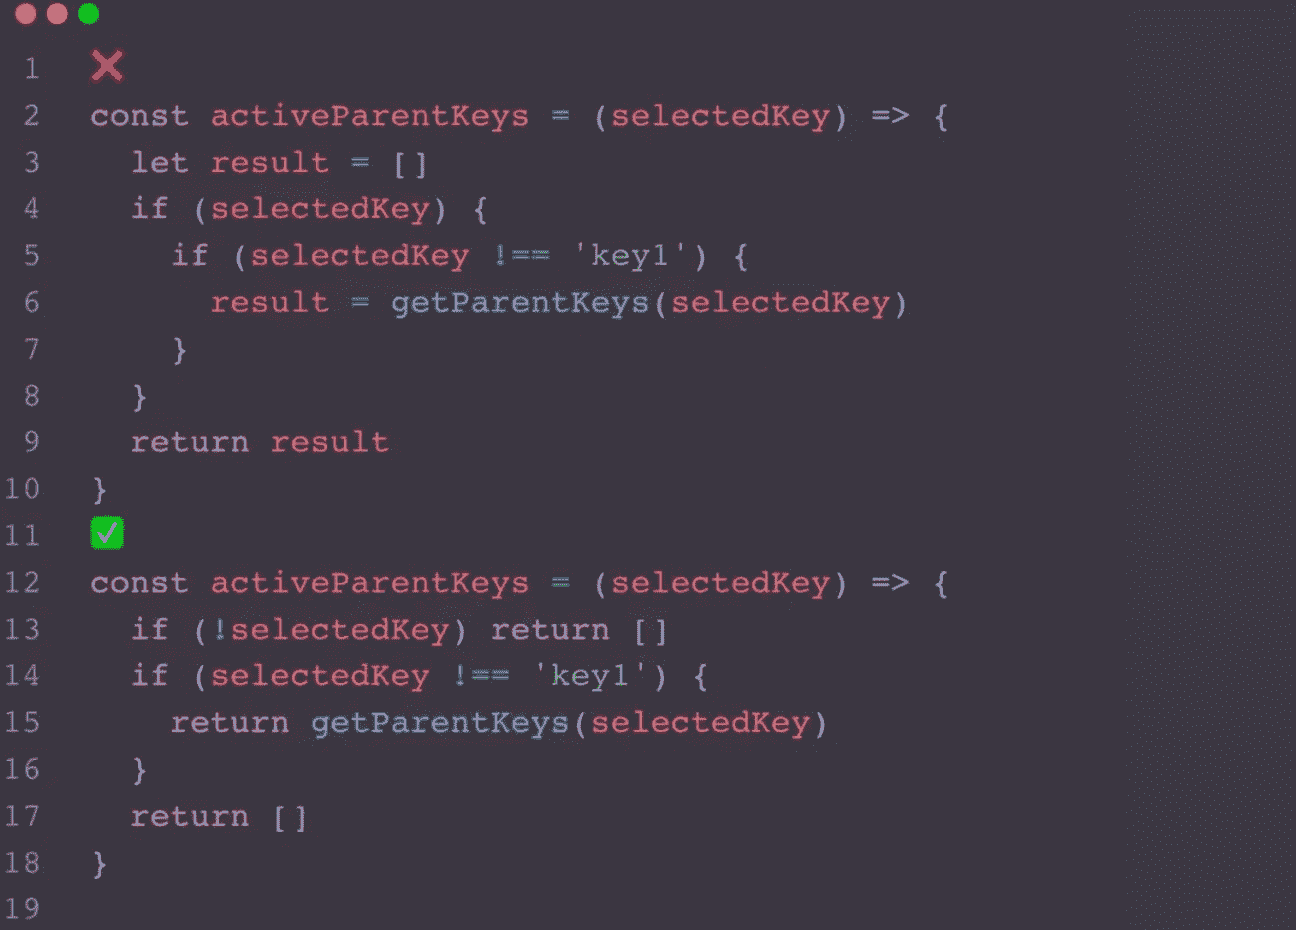 1 ❌
2 const activeParentKeys = (selectedKey) => {
3   let result = []
4   if (selectedKey) {
5     if (selectedKey !== 'key1') {
6       result = getParentKeys(selectedKey)
7     }
8   }
9   return result
10 }
11 ✅
12 const activeParentKeys = (selectedKey) => {
13   if (!selectedKey) return []
14   if (selectedKey !== 'key1') {
15     return getParentKeys(selectedKey)
16   }
17   return []
18 }
19